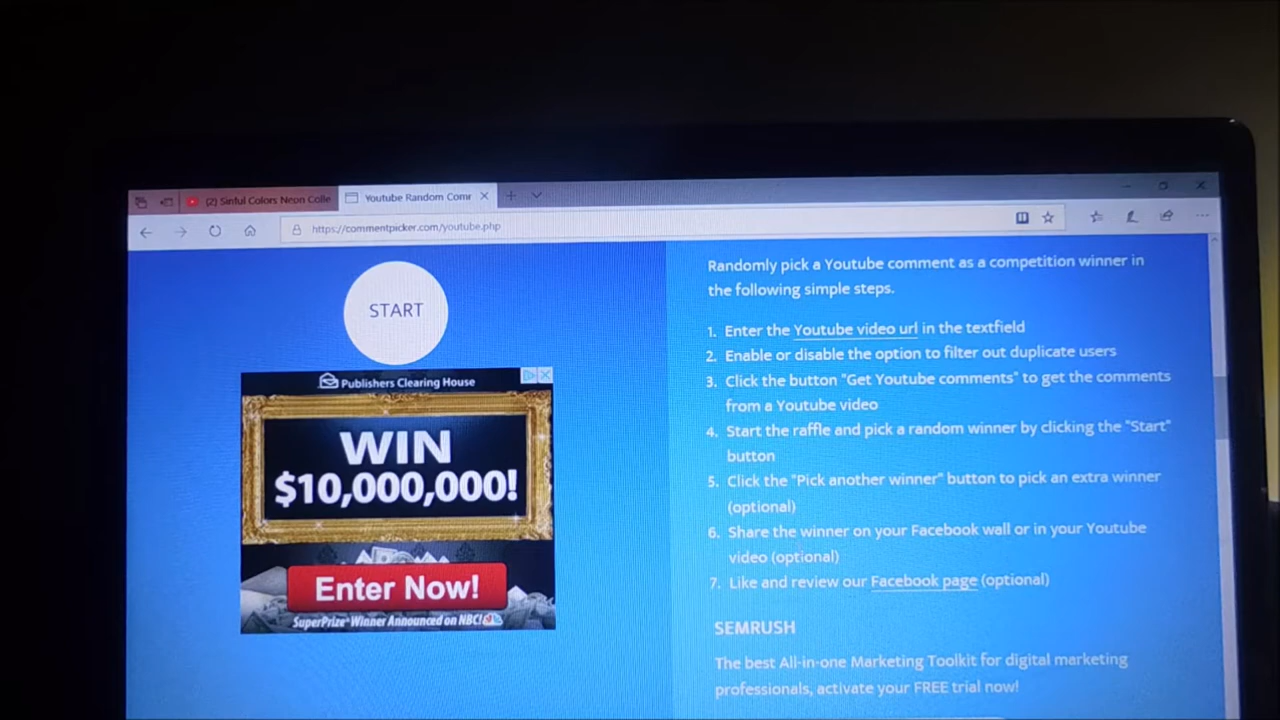 (2) Sinful Colors Neon Colle
Youtube Random Comr
https://commentpicker.com/youtube.php
START
Publishers Clearing House
WIN
$10,000,000!
Enter Now!
SuperPrize Winner Announced on NBC!
Randomly pick a Youtube comment as a competition winner in
the following simple steps.
1. Enter the Youtube video url in the textfield
2. Enable or disable the option to filter out duplicate users
3. Click the button "Get Youtube comments" to get the comments
from a Youtube video
4. Start the raffle and pick a random winner by clicking the "Start"
button
5. Click the "Pick another winner" button to pick an extra winner
(optional)
6. Share the winner on your Facebook wall or in your Youtube
video (optional)
7. Like and review our Facebook page (optional)
SEMRUSH
The best All-in-one Marketing Toolkit for digital marketing
professionals, activate your FREE trial now!